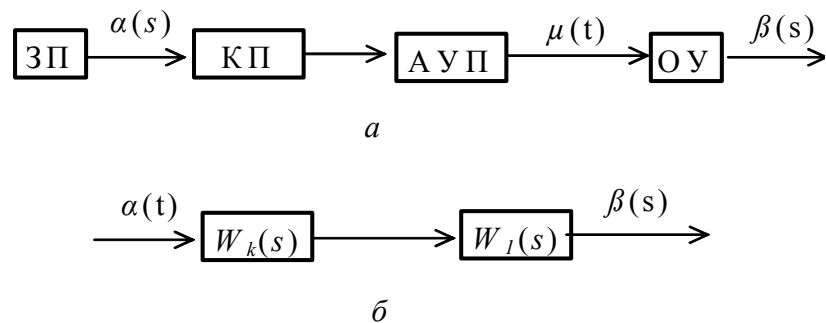 α(s) μ(t) β(s)
ЗП КП АУП ОУ
а
α(t) β(s)
W_k(s) W_1(s)
б